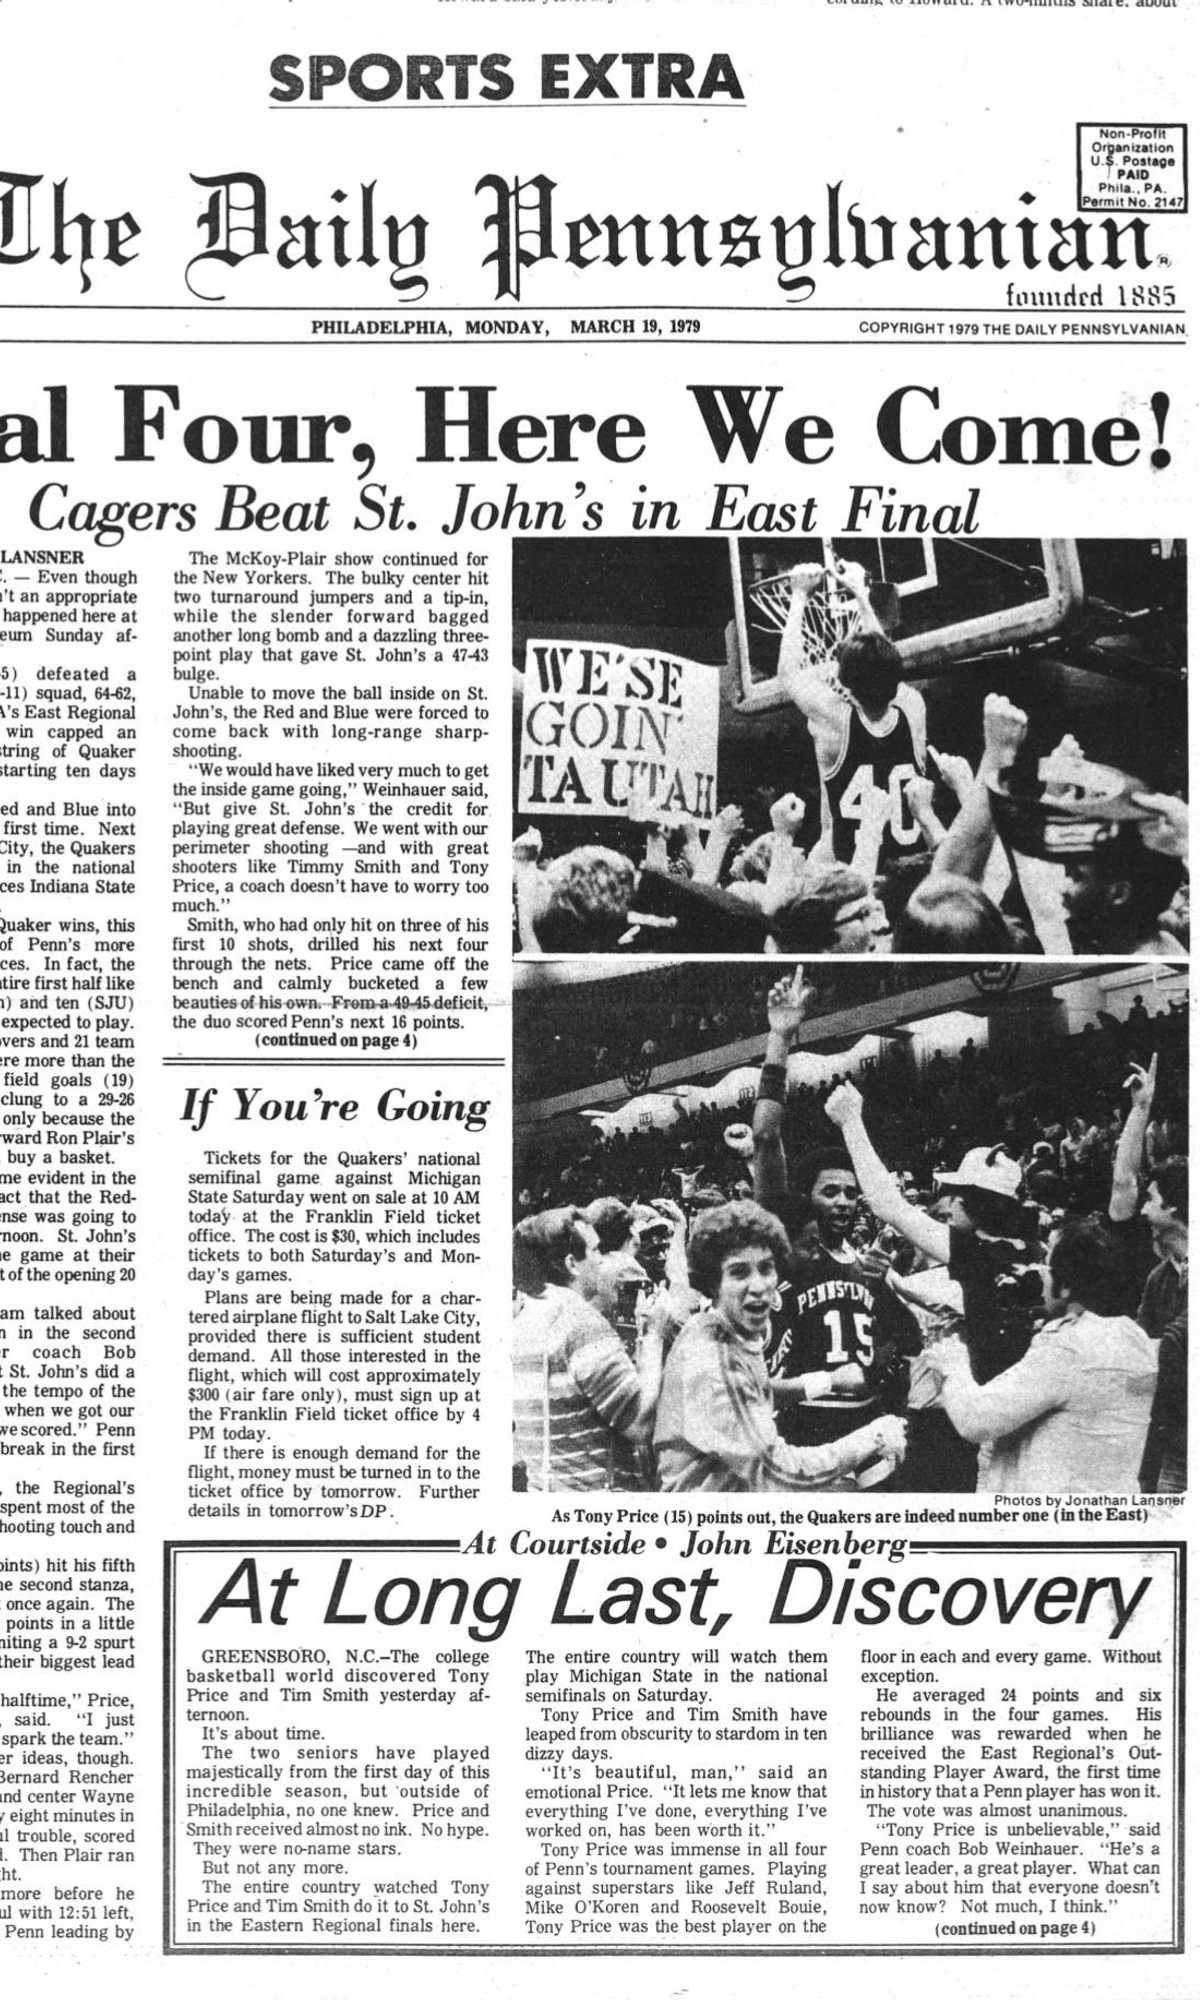 SPORTS EXTRA
Non-Profit
Organization
U.S. Postage
PAID
Phila., PA.
Permit No. 2147
The Daily Pennsylvanian
founded 1885
PHILADELPHIA, MONDAY, MARCH 19, 1979
COPYRIGHT 1979 THE DAILY PENNSYLVANIAN
al Four, Here We Come!
Cagers Beat St. John's in East Final
LANSNER
C. — Even though
n't an appropriate
happened here at
eum Sunday af-
-5) defeated a
-11) squad, 64-62,
A's East Regional
win capped an
string of Quaker
starting ten days
ed and Blue into
first time. Next
City, the Quakers
in the national
ces Indiana State
Quaker wins, this
of Penn's more
ces. In fact, the
tire first half like
n) and ten (SJU)
expected to play.
overs and 21 team
ere more than the
field goals (19)
clung to a 29-26
only because the
ward Ron Plair's
buy a basket.
me evident in the
act that the Red-
nse was going to
rnoon. St. John's
e game at their
t of the opening 20
am talked about
n in the second
r coach Bob
t St. John's did a
the tempo of the
when we got our
we scored." Penn
break in the first
, the Regional's
spent most of the
hooting touch and
oints) hit his fifth
ne second stanza,
once again. The
points in a little
niting a 9-2 spurt
their biggest lead
halftime," Price,
, said. "I just
spark the team."
er ideas, though.
Bernard Rencher
and center Wayne
y eight minutes in
ul trouble, scored
d. Then Plair ran
ht.
more before he
ul with 12:51 left,
Penn leading by
The McKoy-Plair show continued for
the New Yorkers. The bulky center hit
two turnaround jumpers and a tip-in,
while the slender forward bagged
another long bomb and a dazzling three-
point play that gave St. John's a 47-43
bulge.
Unable to move the ball inside on St.
John's, the Red and Blue were forced to
come back with long-range sharp-
shooting.
"We would have liked very much to get
the inside game going," Weinhauer said,
"But give St. John's the credit for
playing great defense. We went with our
perimeter shooting —and with great
shooters like Timmy Smith and Tony
Price, a coach doesn't have to worry too
much."
Smith, who had only hit on three of his
first 10 shots, drilled his next four
through the nets. Price came off the
bench and calmly bucketed a few
beauties of his own. From a 49-45 deficit,
the duo scored Penn's next 16 points.
(continued on page 4)
If You're Going
Tickets for the Quakers' national
semifinal game against Michigan
State Saturday went on sale at 10 AM
today at the Franklin Field ticket
office. The cost is $30, which includes
tickets to both Saturday's and Mon-
day's games.
Plans are being made for a char-
tered airplane flight to Salt Lake City,
provided there is sufficient student
demand. All those interested in the
flight, which will cost approximately
$300 (air fare only), must sign up at
the Franklin Field ticket office by 4
PM today.
If there is enough demand for the
flight, money must be turned in to the
ticket office by tomorrow. Further
details in tomorrow's DP.
WE'SE
GOIN'
TA UTAH
40
PENNSYLVAN
15
Photos by Jonathan Lansner
As Tony Price (15) points out, the Quakers are indeed number one (in the East)
At Courtside • John Eisenberg
At Long Last, Discovery
GREENSBORO, N.C.–The college
basketball world discovered Tony
Price and Tim Smith yesterday af-
ternoon.
It's about time.
The two seniors have played
majestically from the first day of this
incredible season, but outside of
Philadelphia, no one knew. Price and
Smith received almost no ink. No hype.
They were no-name stars.
But not any more.
The entire country watched Tony
Price and Tim Smith do it to St. John's
in the Eastern Regional finals here.
The entire country will watch them
play Michigan State in the national
semifinals on Saturday.
Tony Price and Tim Smith have
leaped from obscurity to stardom in ten
dizzy days.
"It's beautiful, man," said an
emotional Price. "It lets me know that
everything I've done, everything I've
worked on, has been worth it."
Tony Price was immense in all four
of Penn's tournament games. Playing
against superstars like Jeff Ruland,
Mike O'Koren and Roosevelt Bouie,
Tony Price was the best player on the
floor in each and every game. Without
exception.
He averaged 24 points and six
rebounds in the four games. His
brilliance was rewarded when he
received the East Regional's Out-
standing Player Award, the first time
in history that a Penn player has won it.
The vote was almost unanimous.
"Tony Price is unbelievable," said
Penn coach Bob Weinhauer. "He's a
great leader, a great player. What can
I say about him that everyone doesn't
now know? Not much, I think."
(continued on page 4)